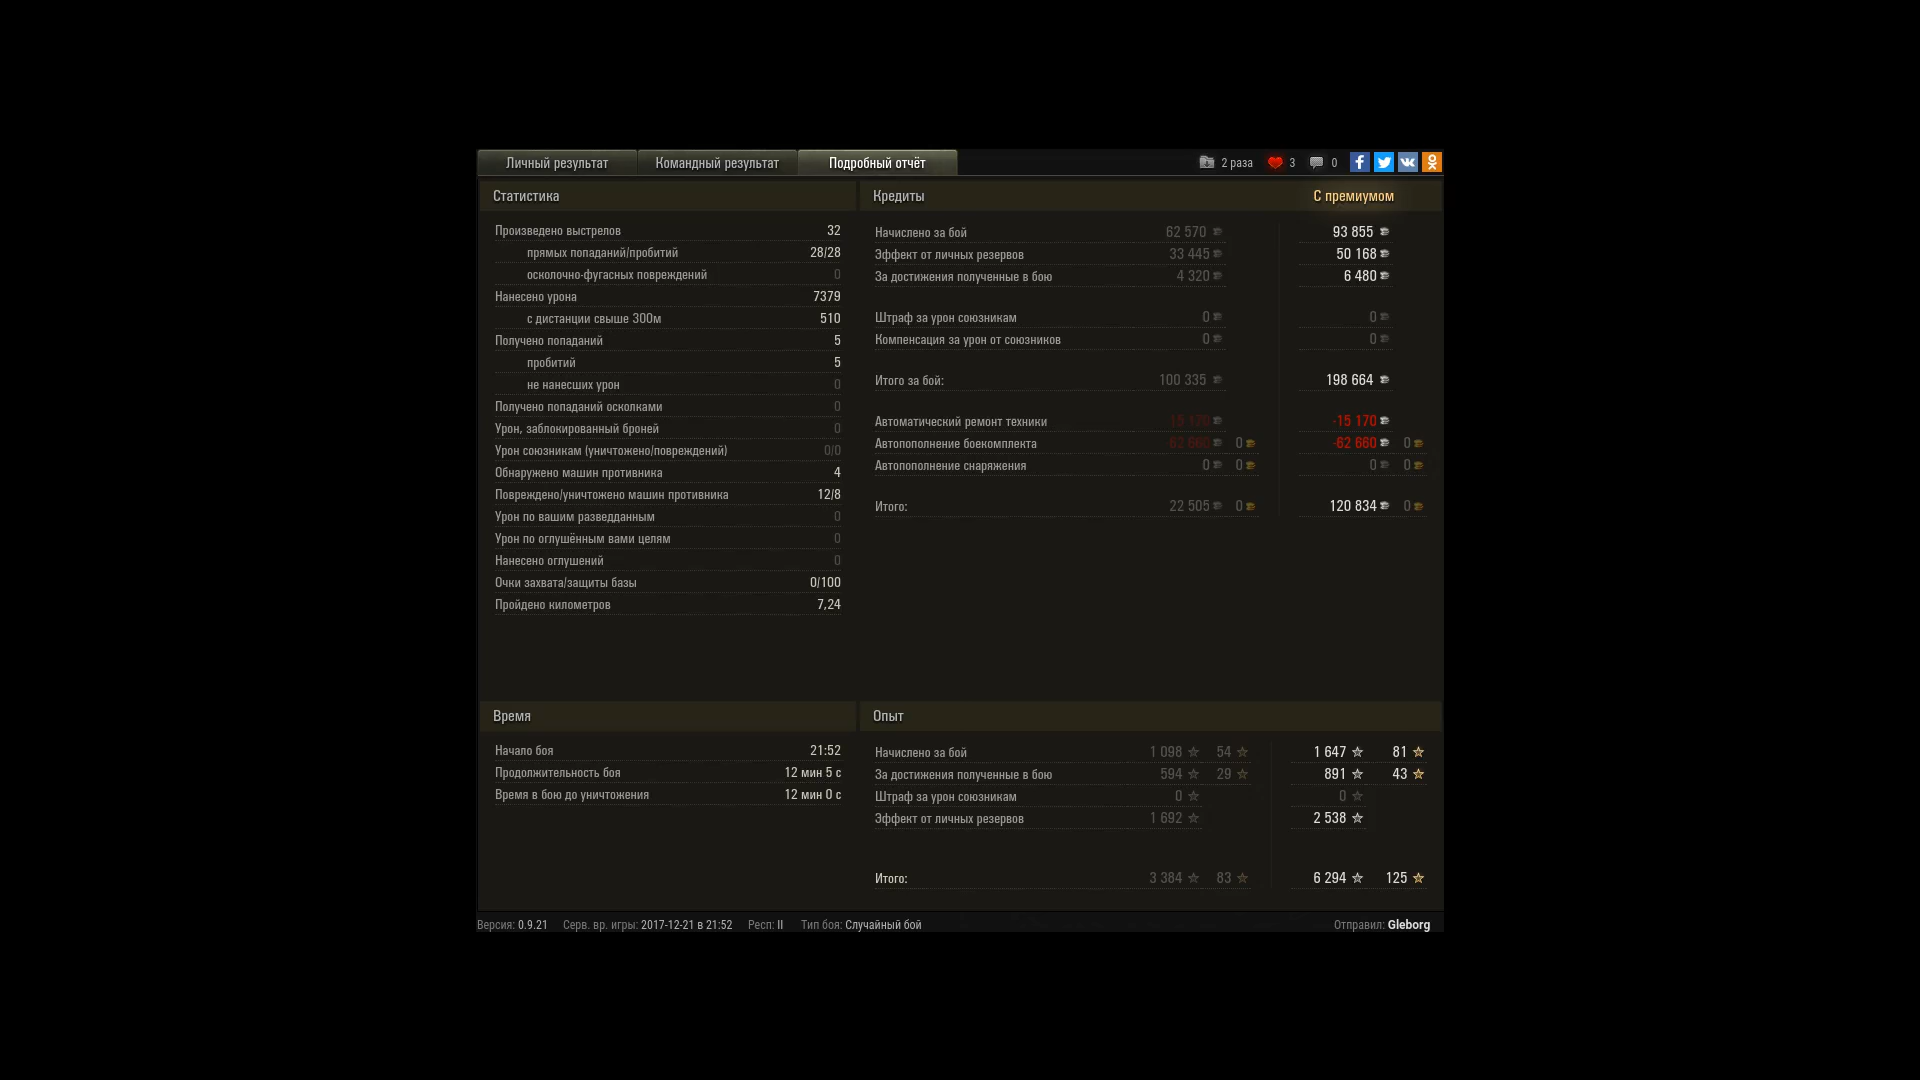 Личный результат Командный результат Подробный отчёт 2 раза 3 0
Статистика
Произведено выстрелов 32
прямых попаданий/пробитий 28/28
осколочно-фугасных повреждений 0
Нанесено урона 7379
с дистанции свыше 300м 510
Получено попаданий 5
пробитий 5
не нанесших урон 0
Получено попаданий осколками 0
Урон, заблокированный броней 0
Урон союзникам (уничтожено/повреждений) 0/0
Обнаружено машин противника 4
Повреждено/уничтожено машин противника 12/8
Урон по вашим разведданным 0
Урон по оглушённым вами целям 0
Нанесено оглушений 0
Очки захвата/защиты базы 0/100
Пройдено километров 7,24
Кредиты С премиумом
Начислено за бой 62 570 93 855
Эффект от личных резервов 33 445 50 168
За достижения полученные в бою 4 320 6 480
Штраф за урон союзникам 0 0
Компенсация за урон от союзников 0 0
Итого за бой: 100 335 198 664
Автоматический ремонт техники -15 170 -15 170
Автопополнение боекомплекта -62 660 0 -62 660 0
Автопополнение снаряжения 0 0 0 0
Итого: 22 505 0 120 834 0
Время
Начало боя 21:52
Продолжительность боя 12 мин 5 с
Время в бою до уничтожения 12 мин 0 с
Опыт
Начислено за бой 1 098 54 1 647 81
За достижения полученные в бою 594 29 891 43
Штраф за урон союзникам 0 0
Эффект от личных резервов 1 692 2 538
Итого: 3 384 83 6 294 125
Версия: 0.9.21 Серв. вр. игры: 2017-12-21 в 21:52 Респ: II Тип боя: Случайный бой Отправил: Gleborg